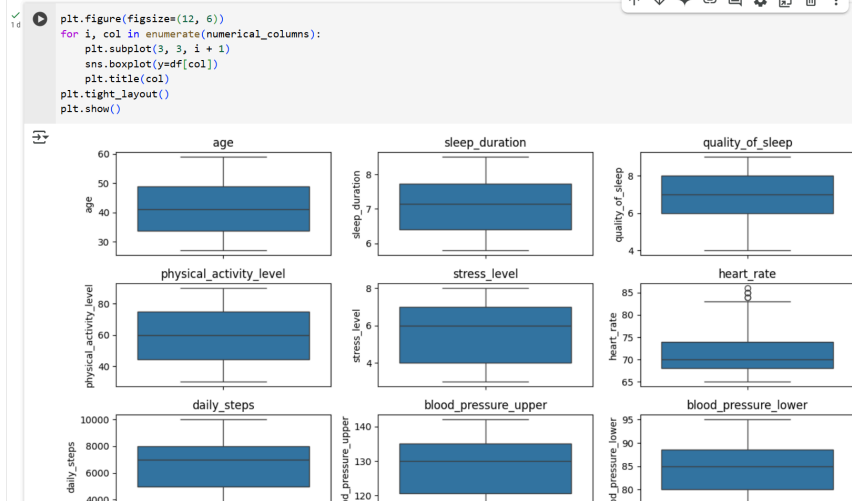 1d
plt.figure(figsize=(12, 6))
for i, col in enumerate(numerical_columns):
    plt.subplot(3, 3, i + 1)
    sns.boxplot(y=df[col])
    plt.title(col)
plt.tight_layout()
plt.show()
age
sleep_duration
quality_of_sleep
60
50
40
30
age
8
7
6
sleep_duration
8
6
4
quality_of_sleep
physical_activity_level
stress_level
heart_rate
80
60
40
physical_activity_level
8
6
4
stress_level
85
80
75
70
65
heart_rate
daily_steps
blood_pressure_upper
blood_pressure_lower
10000
8000
6000
4000
daily_steps
140
130
120
d_pressure_upper
95
90
85
80
d_pressure_lower